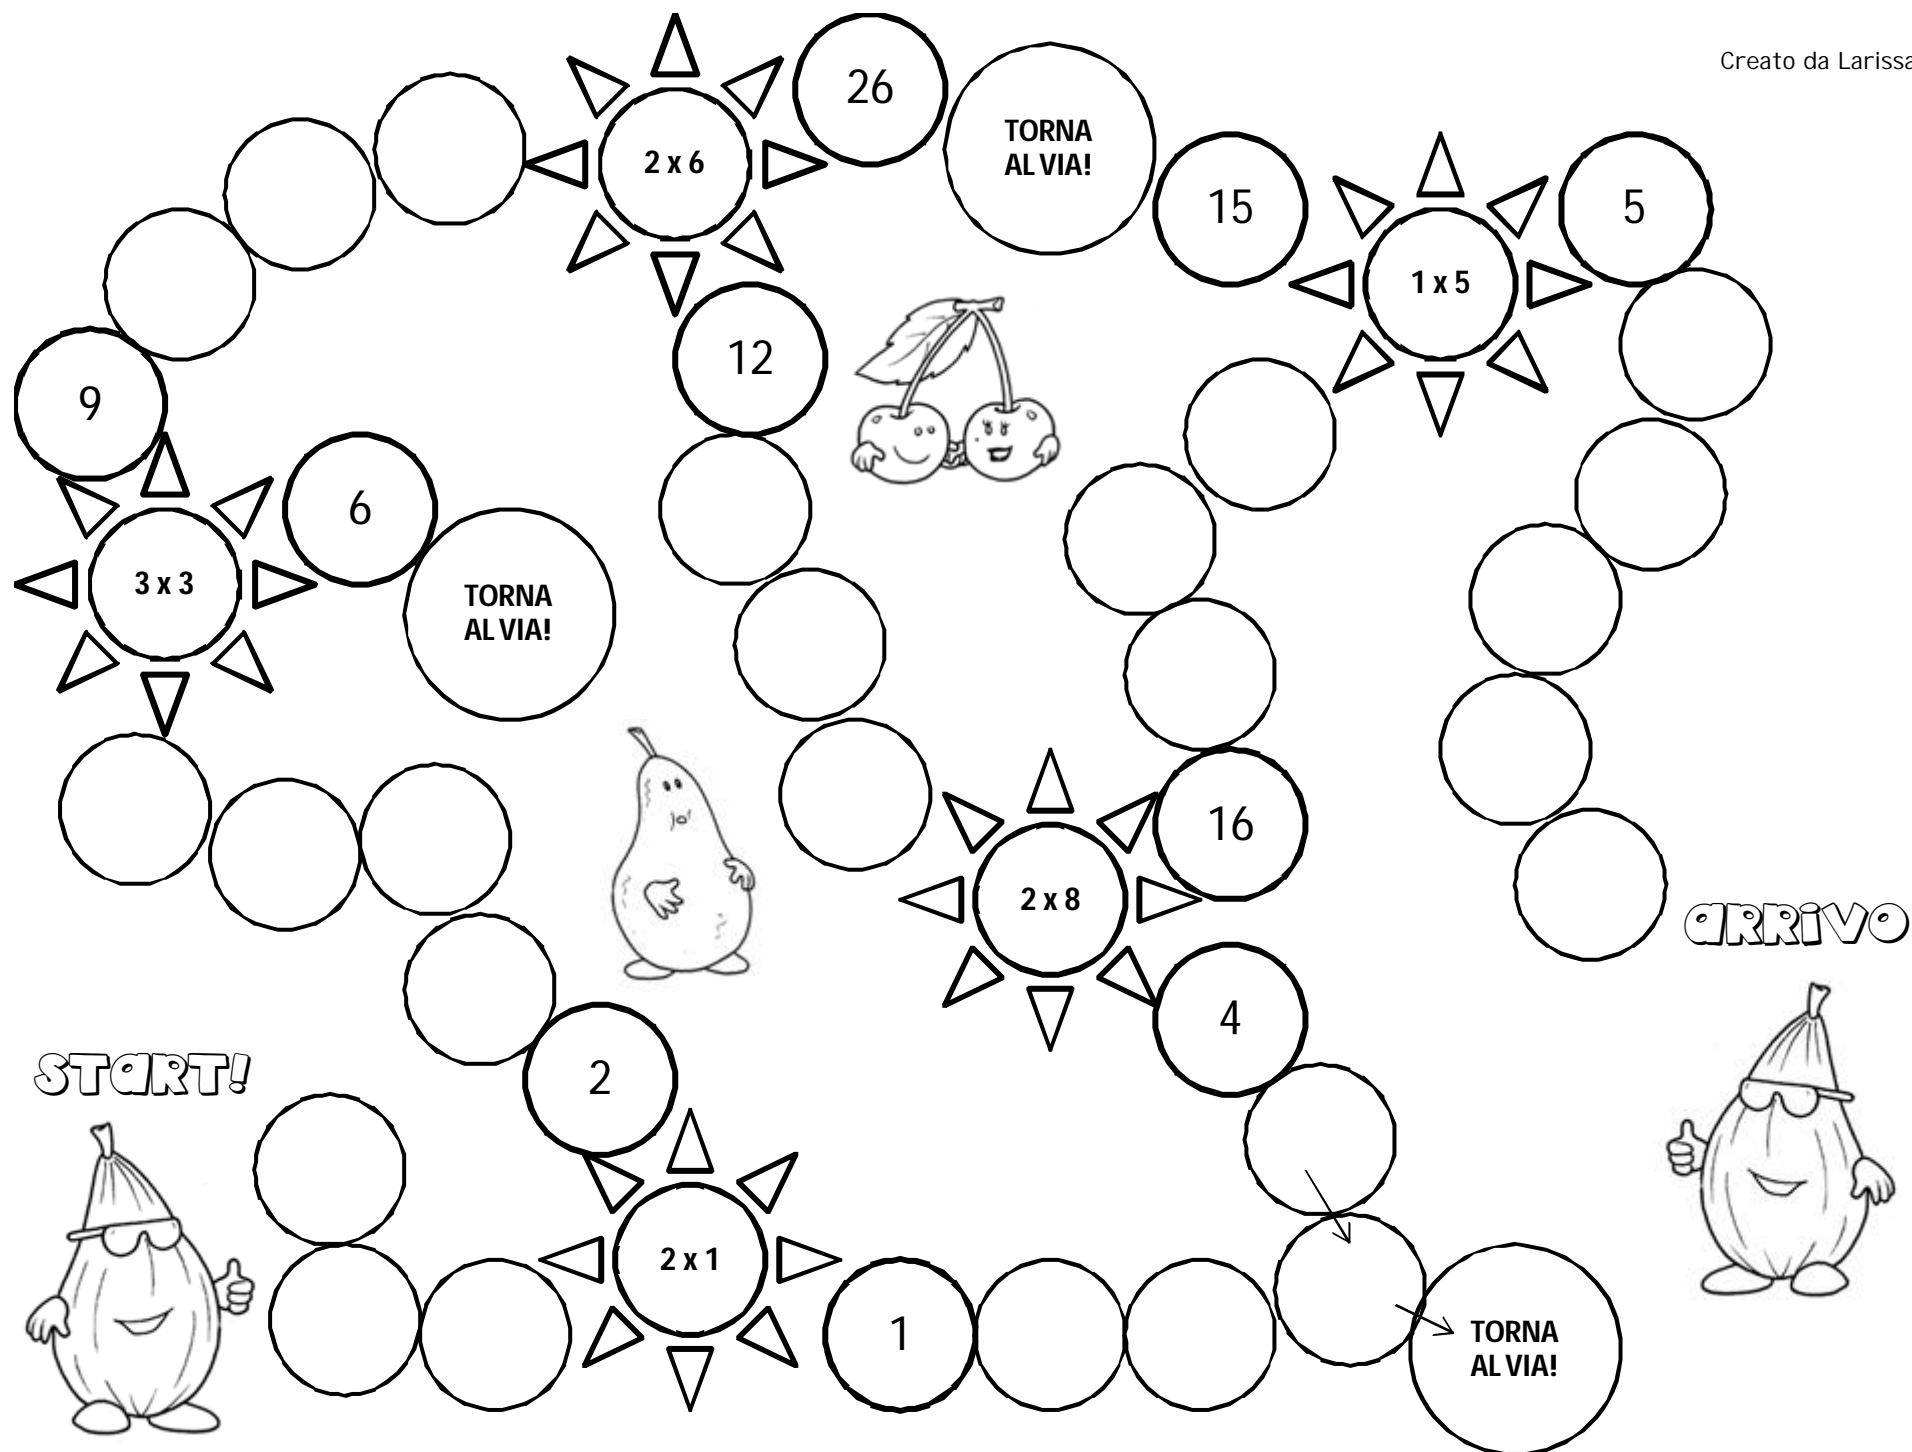 Creato da Larissa
26
TORNA
AL VIA!
2 x 6
15
5
1 x 5
12
9
6
3 x 3
TORNA
AL VIA!
16
2 x 8
ARRIVO
4
2
START!
2 x 1
1
TORNA
AL VIA!